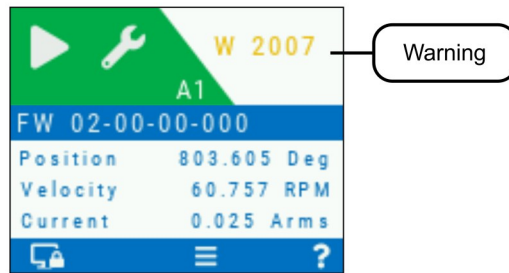 W 2007
Warning
A1
FW 02-00-00-000
Position 803.605 Deg
Velocity 60.757 RPM
Current 0.025 Arms
?